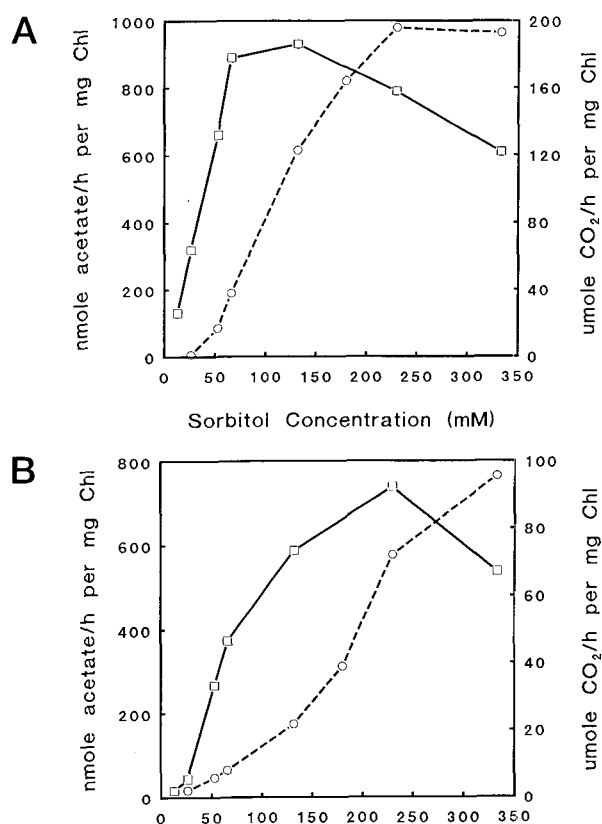 A
1000
800
600
400
200
0
nmole acetate/h per mg Chl
200
160
120
80
40
0
umole CO₂/h per mg Chl
0 50 100 150 200 250 300 350
Sorbitol Concentration (mM)
B
800
600
400
200
0
nmole acetate/h per mg Chl
100
80
60
40
20
0
umole CO₂/h per mg Chl
0 50 100 150 200 250 300 350